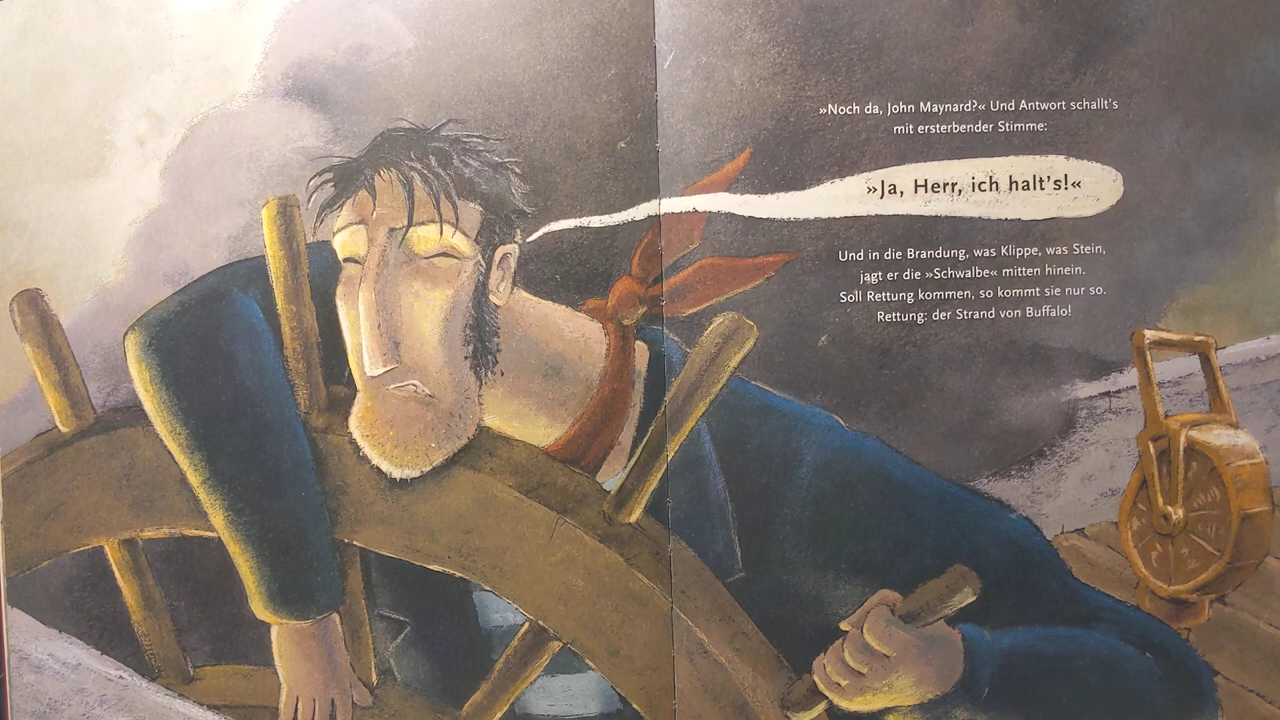 »Noch da, John Maynard?« Und Antwort schallt's
mit ersterbender Stimme:
»Ja, Herr, ich halt's!«
Und in die Brandung, was Klippe, was Stein,
jagt er die »Schwalbe« mitten hinein.
Soll Rettung kommen, so kommt sie nur so.
Rettung: der Strand von Buffalo!